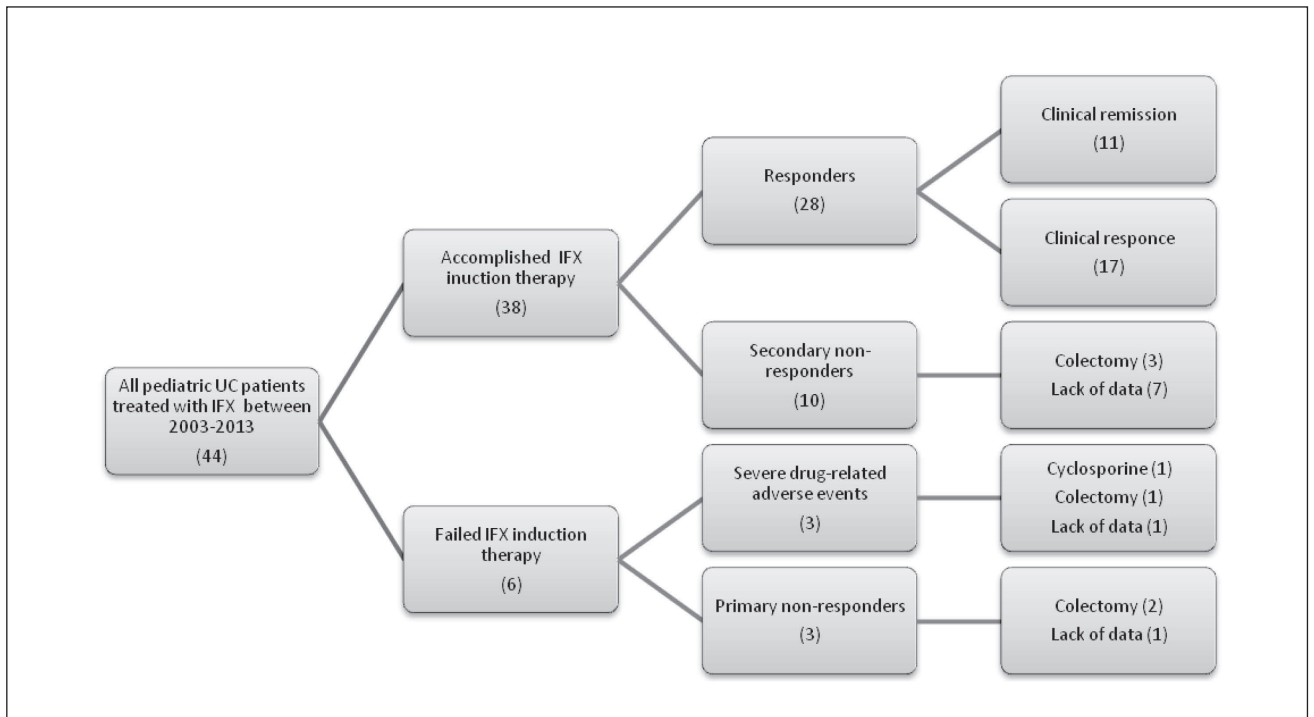 All pediatric UC patients
treated with IFX between
2003-2013
(44)
Accomplished IFX
inuction therapy
(38)
Failed IFX induction
therapy
(6)
Responders
(28)
Secondary non-
responders
(10)
Severe drug-related
adverse events
(3)
Primary non-responders
(3)
Clinical remission
(11)
Clinical responce
(17)
Colectomy (3)
Lack of data (7)
Cyclosporine (1)
Colectomy (1)
Lack of data (1)
Colectomy (2)
Lack of data (1)